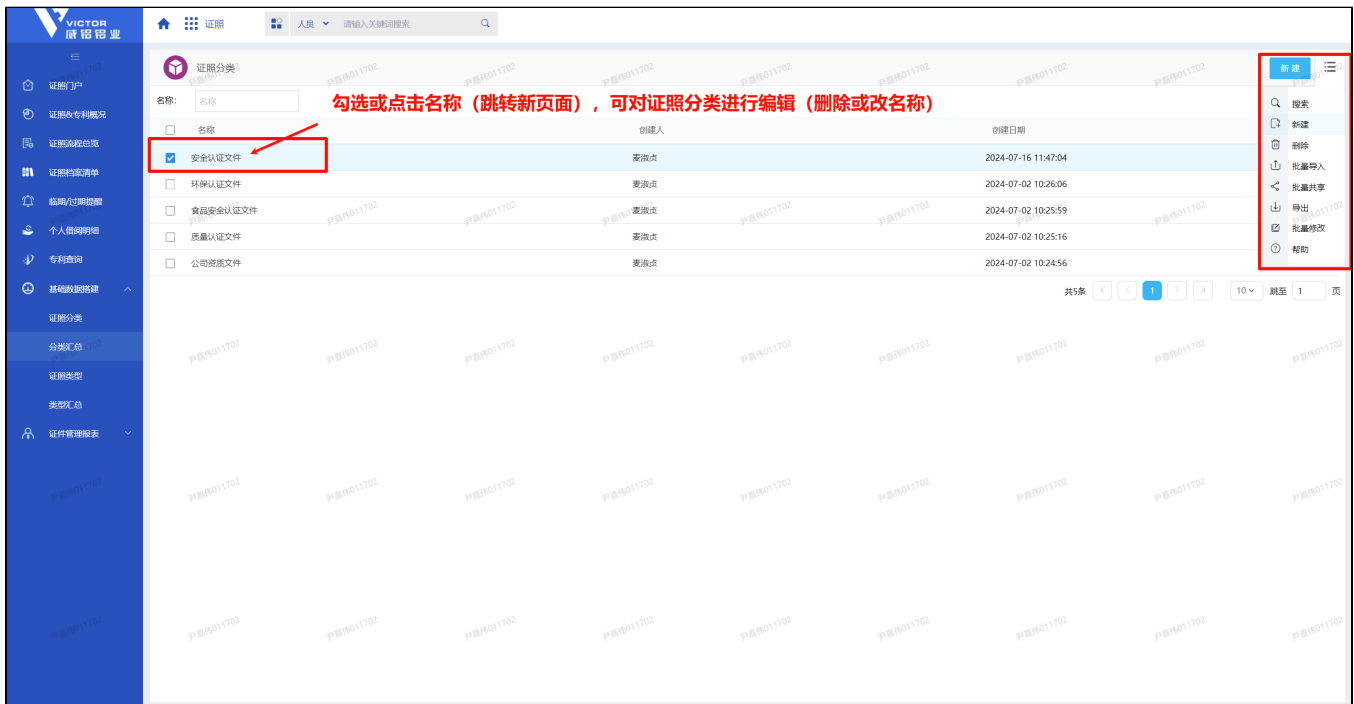 VICTOR
威铝铝业
证照
人员
请输入关键词搜索
证照门户
证照&专利概况
证照流程总览
证照档案清单
临期/过期提醒
个人借阅明细
专利查询
基础数据搭建
证照分类
分类汇总
证照类型
类型汇总
证件管理报表
证照分类
新建
名称: 名称
勾选或点击名称（跳转新页面），可对证照分类进行编辑（删除或改名称）
名称 创建人 创建日期
安全认证文件 麦淑贞 2024-07-16 11:47:04
环保认证文件 麦淑贞 2024-07-02 10:26:06
食品安全认证文件 麦淑贞 2024-07-02 10:25:59
质量认证文件 麦淑贞 2024-07-02 10:25:16
公司资质文件 麦淑贞 2024-07-02 10:24:56
共5条 1 10 跳至 1 页
搜索
新建
删除
批量导入
批量共享
导出
批量修改
帮助